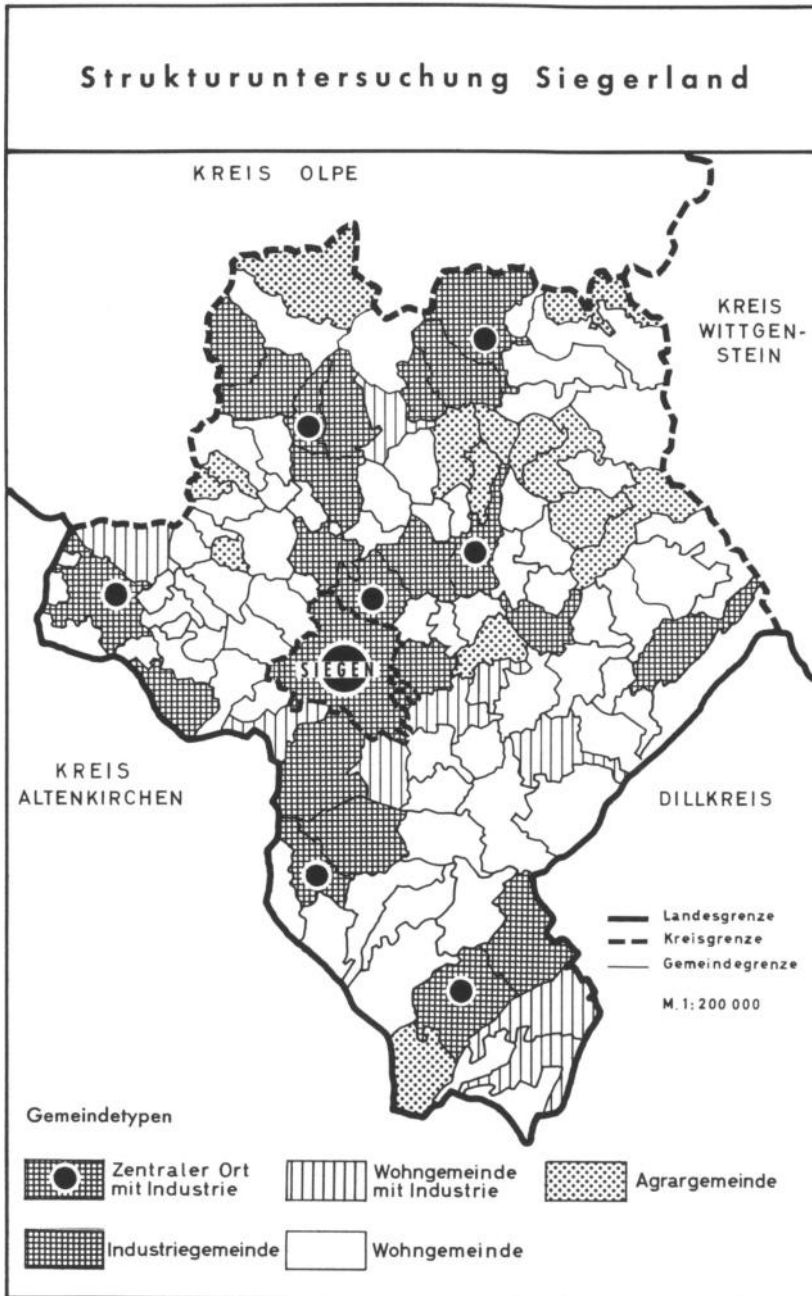 Strukturuntersuchung Siegerland
KREIS OLPE
KREIS
WITTGEN-
STEIN
SIEGEN
KREIS
ALTENKIRCHEN
DILLKREIS
Landesgrenze
Kreisgrenze
Gemeindegrenze
M. 1: 200 000
Gemeindetypen
Zentraler Ort
mit Industrie
Wohngemeinde
mit Industrie
Agrargemeinde
Industriegemeinde
Wohngemeinde